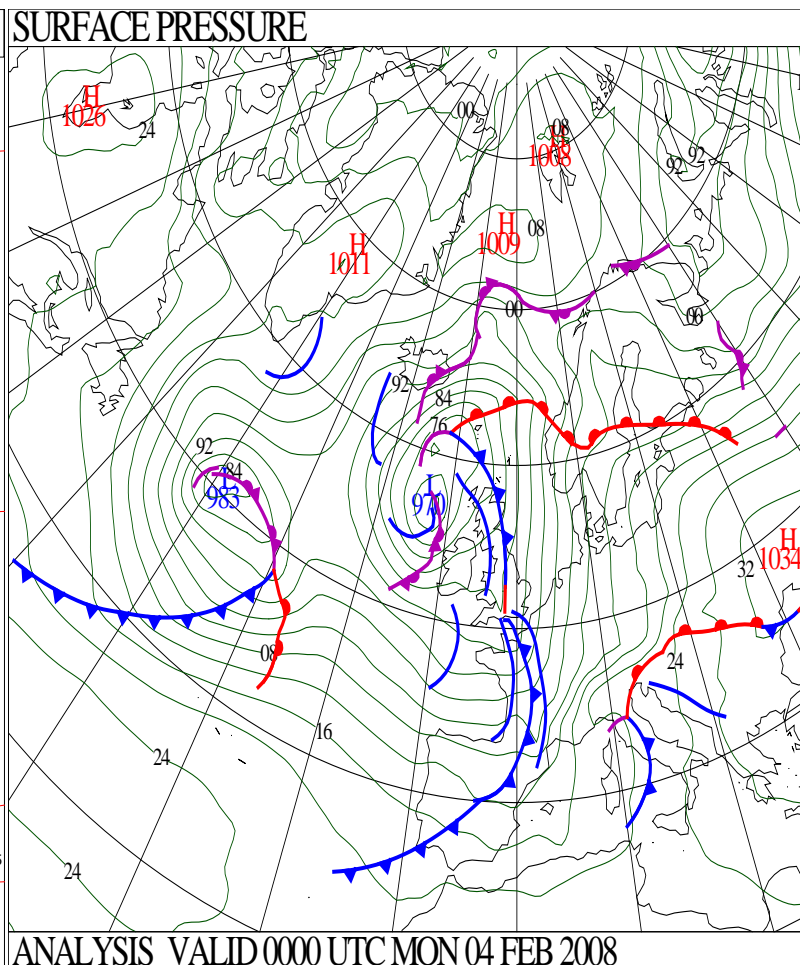 SURFACE PRESSURE
H
1026
24
00
08
H
1008
92
92
H
1009
08
H
1011
00
00
92
84
76
92
84
L
983
L
970
H
1034
32
08
24
16
24
24
ANALYSIS VALID 0000 UTC MON 04 FEB 2008